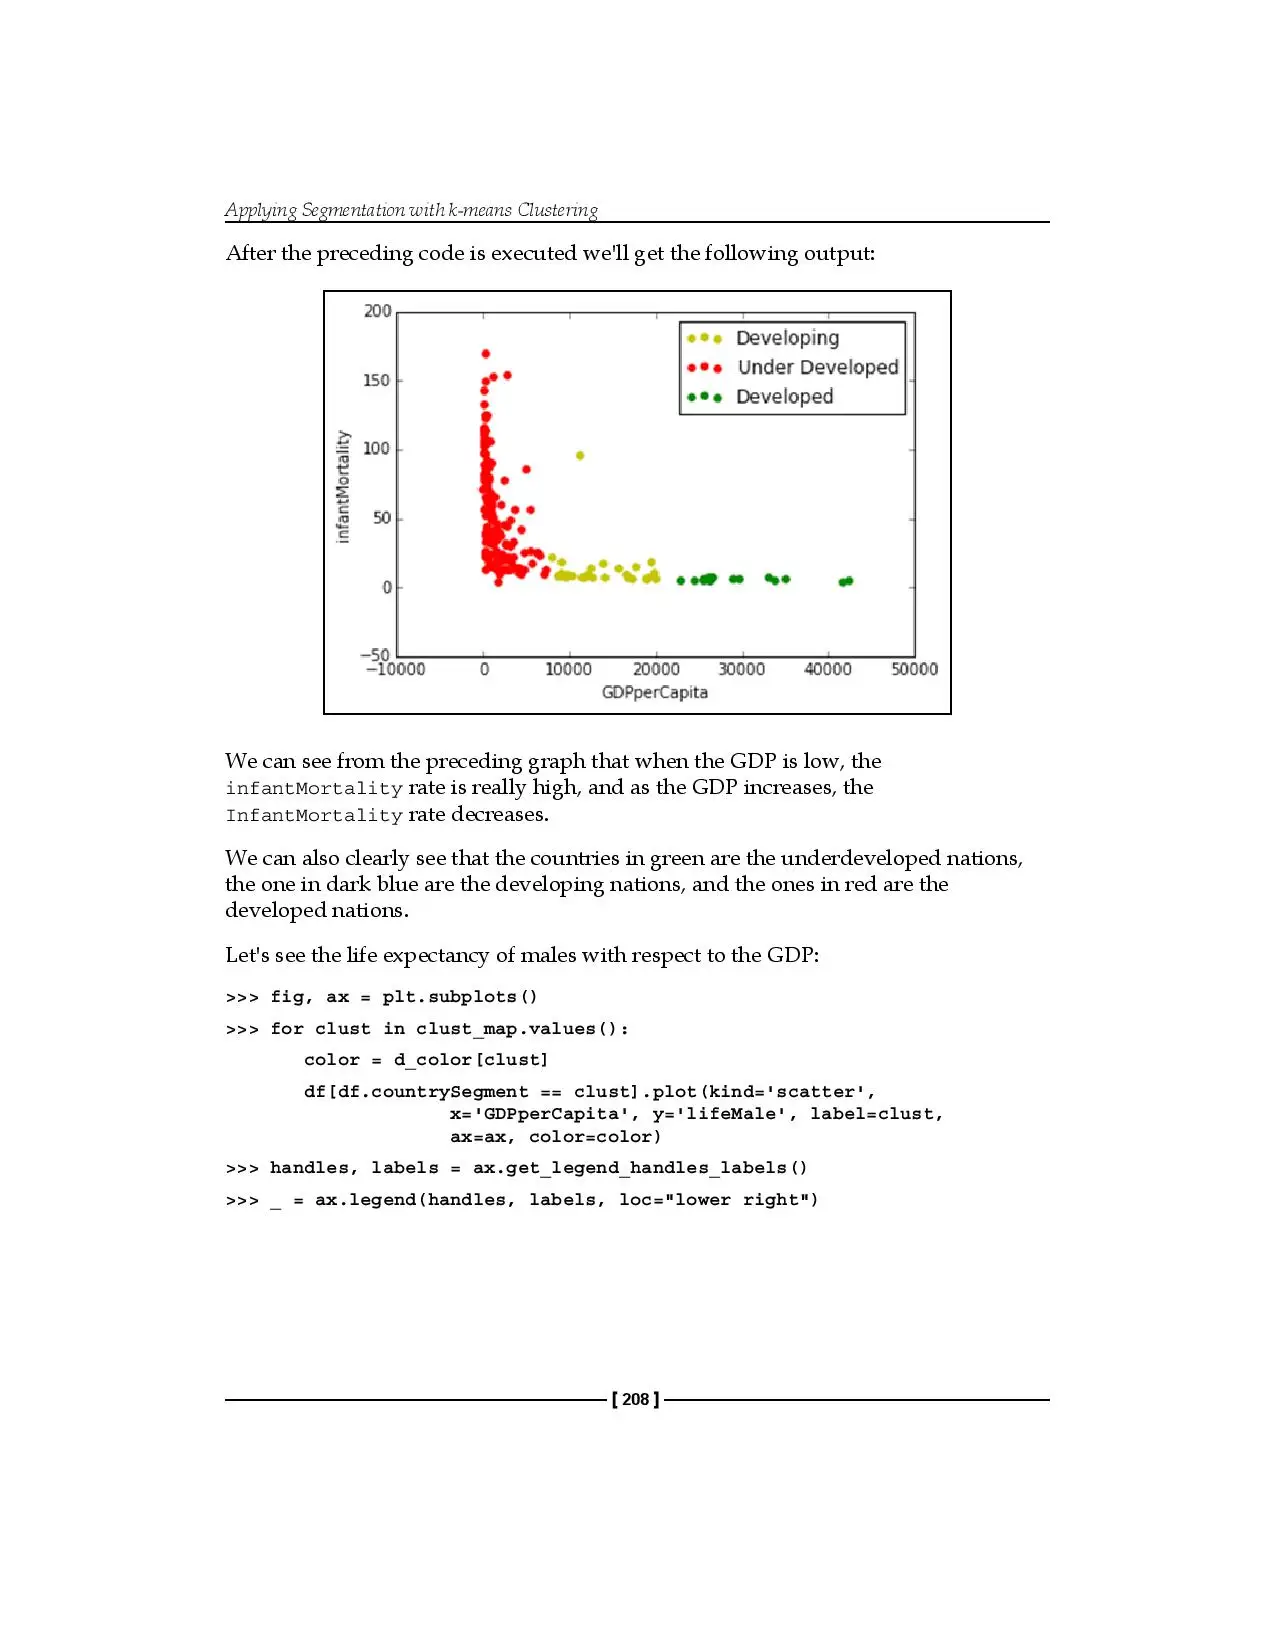 Applying Segmentation with k-means Clustering
After the preceding code is executed we'll get the following output:
200
150
100
50
0
−50
infantMortality
Developing
Under Developed
Developed
−10000 0 10000 20000 30000 40000 50000
GDPperCapita
We can see from the preceding graph that when the GDP is low, the
infantMortality rate is really high, and as the GDP increases, the
InfantMortality rate decreases.
We can also clearly see that the countries in green are the underdeveloped nations,
the one in dark blue are the developing nations, and the ones in red are the
developed nations.
Let's see the life expectancy of males with respect to the GDP:
>>> fig, ax = plt.subplots()
>>> for clust in clust_map.values():
color = d_color[clust]
df[df.countrySegment == clust].plot(kind='scatter',
x='GDPperCapita', y='lifeMale', label=clust,
ax=ax, color=color)
>>> handles, labels = ax.get_legend_handles_labels()
>>> _ = ax.legend(handles, labels, loc="lower right")
[ 208 ]